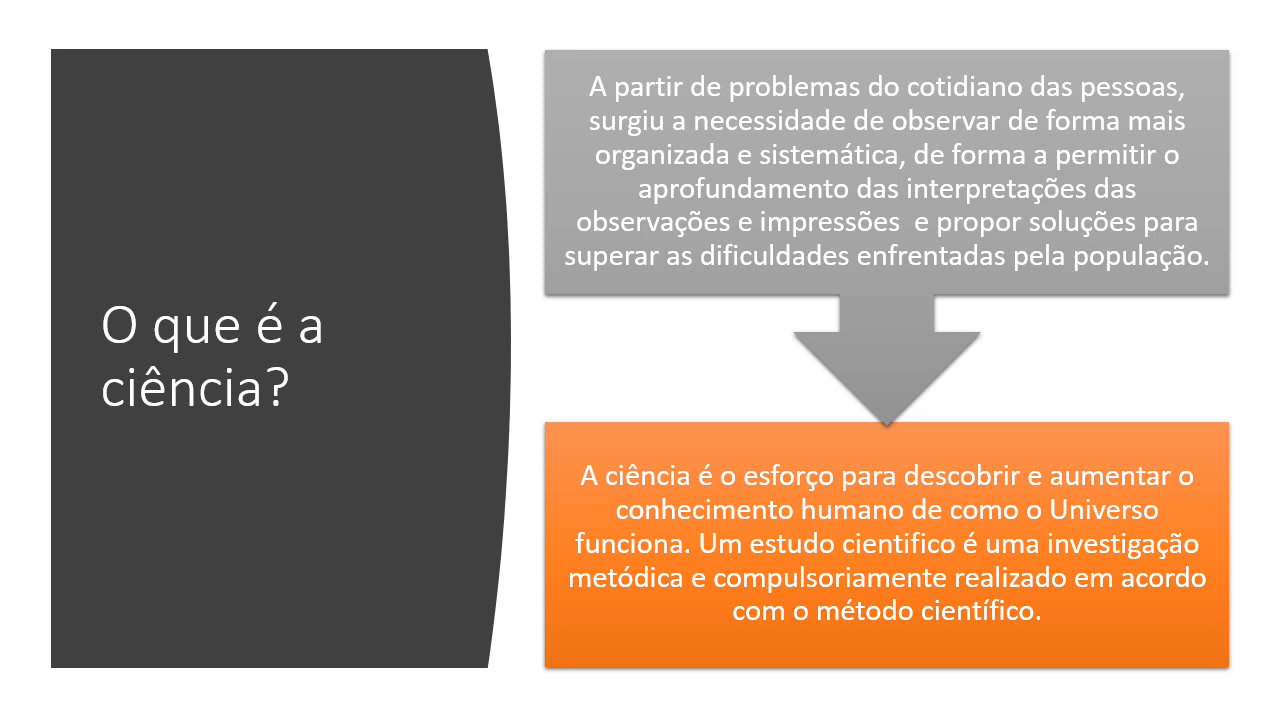 O que é a
ciência?
A partir de problemas do cotidiano das pessoas,
surgiu a necessidade de observar de forma mais
organizada e sistemática, de forma a permitir o
aprofundamento das interpretações das
observações e impressões  e propor soluções para
superar as dificuldades enfrentadas pela população.
A ciência é o esforço para descobrir e aumentar o
conhecimento humano de como o Universo
funciona. Um estudo cientifico é uma investigação
metódica e compulsoriamente realizado em acordo
com o método científico.